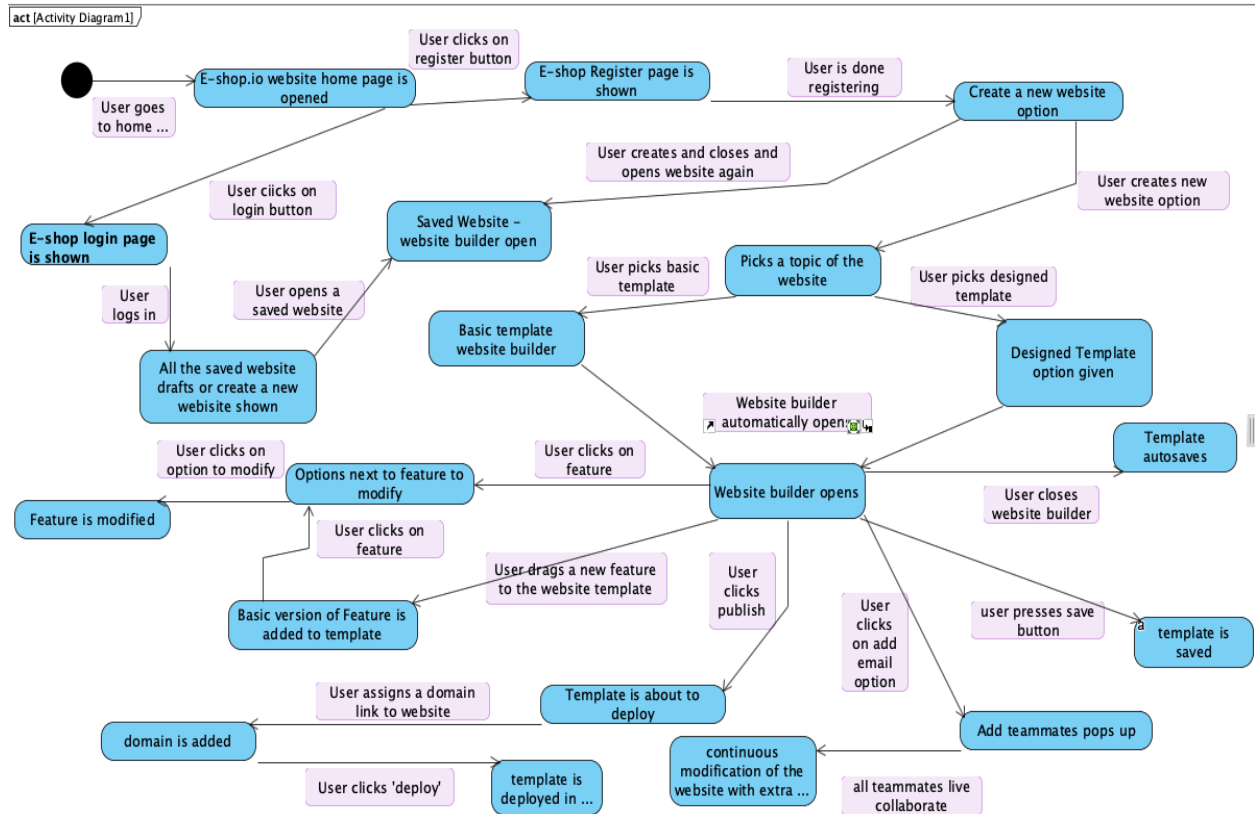 act [Activity Diagram1]
User clicks on
register button
E-shop.io website home page is
opened
E-shop Register page is
shown
User is done
registering
Create a new website
option
User goes
to home ...
User creates and closes and
opens website again
User ciicks on
login button
User creates new
website option
E-shop login page
is shown
Saved Website -
website builder open
Picks a topic of the
website
User picks basic
template
User picks designed
template
User
logs in
User opens a
saved website
Basic template
website builder
Designed Template
option given
All the saved website
drafts or create a new
webisite shown
Website builder
automatically opens
User clicks on
option to modify
User clicks on
feature
Template
autosaves
Options next to feature to
modify
Website builder opens
User closes
website builder
Feature is modified
User clicks on
feature
User drags a new feature
to the website template
User
clicks
publish
Basic version of Feature is
added to template
User
clicks
on add
email
option
user presses save
button
a
template is
saved
User assigns a domain
link to website
Template is about to
deploy
domain is added
Add teammates pops up
continuous
modification of the
website with extra ...
User clicks 'deploy'
template is
deployed in ...
all teammates live
collaborate